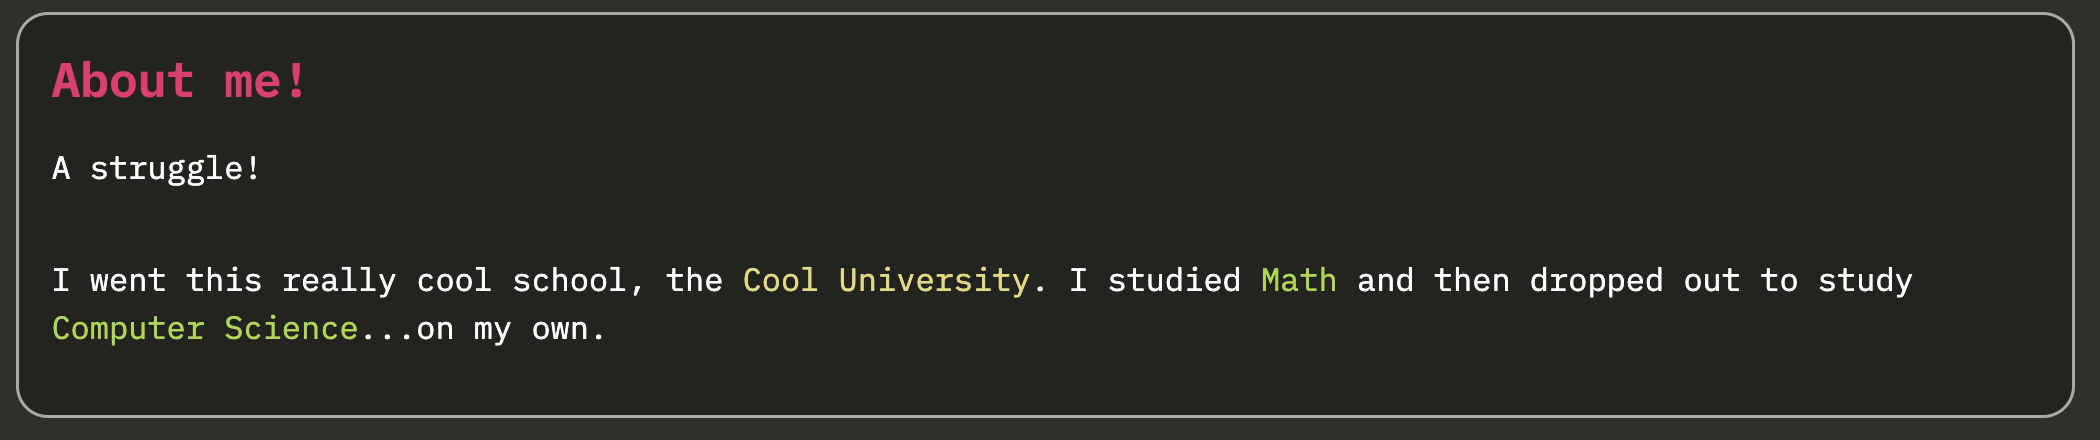 About me!
A struggle!
I went this really cool school, the Cool University. I studied Math and then dropped out to study
Computer Science...on my own.